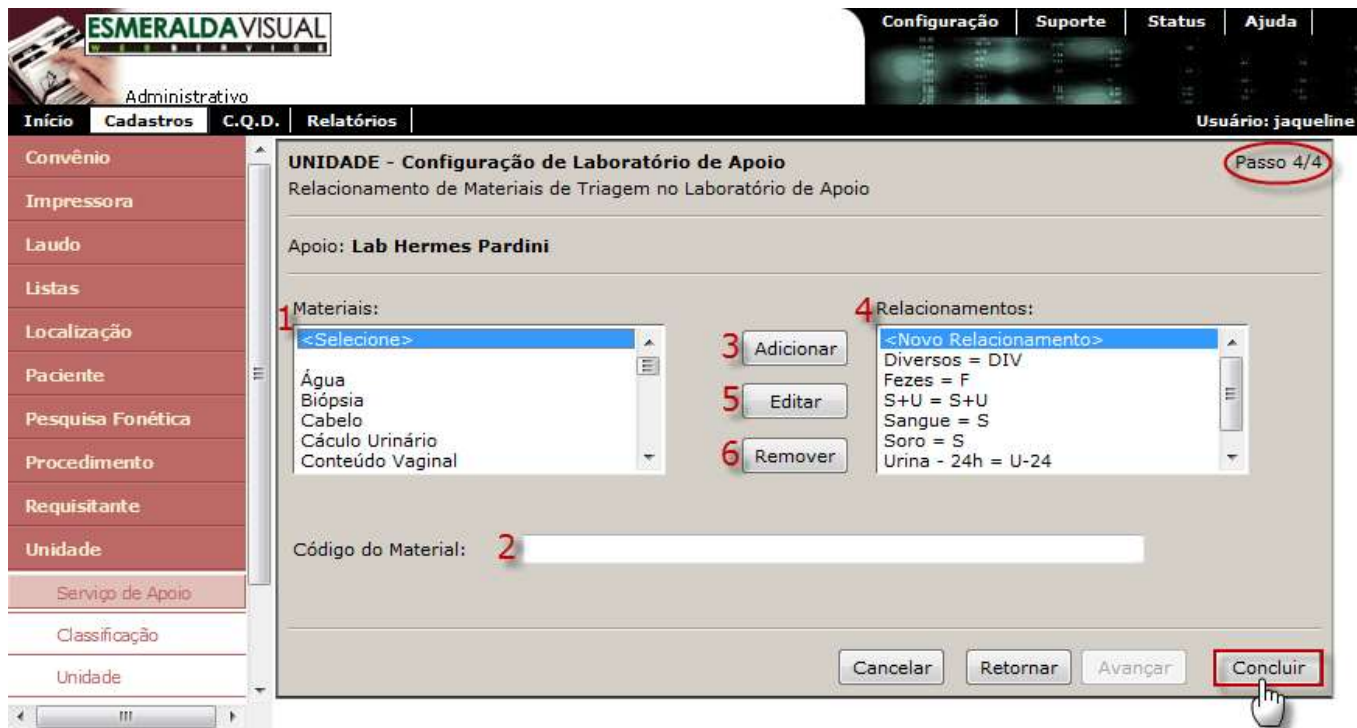 ESMERALDAVISUAL
WEB SERVICE
Administrativo
Configuração Suporte Status Ajuda
Início Cadastros C.Q.D. Relatórios
Usuário: jaqueline
Convênio
Impressora
Laudo
Listas
Localização
Paciente
Pesquisa Fonética
Procedimento
Requisitante
Unidade
Serviço de Apoio
Classificação
Unidade
UNIDADE - Configuração de Laboratório de Apoio
Passo 4/4
Relacionamento de Materiais de Triagem no Laboratório de Apoio
Apoio: Lab Hermes Pardini
1 Materiais:
<Selecione>
Água
Biópsia
Cabelo
Cáculo Urinário
Conteúdo Vaginal
3 Adicionar
5 Editar
6 Remover
4 Relacionamentos:
<Novo Relacionamento>
Diversos = DIV
Fezes = F
S+U = S+U
Sangue = S
Soro = S
Urina - 24h = U-24
Código do Material: 2
Cancelar Retornar Avançar Concluir